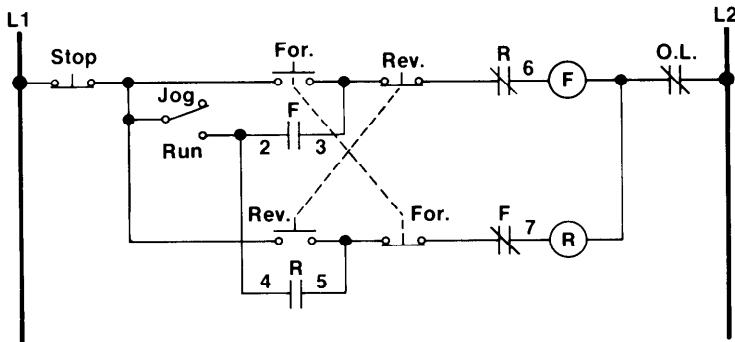 L1
L2
Stop
For.
Rev.
R
6
F
O.L.
Jog
F
Run
2
3
Rev.
For.
F
7
R
R
4
5